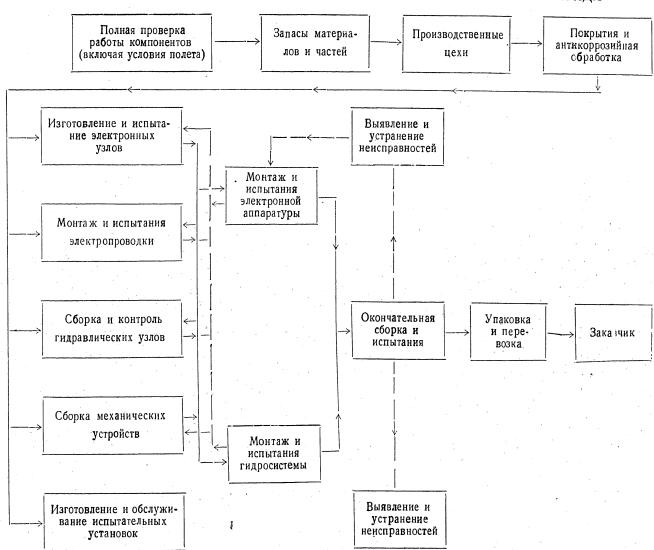 Полная проверка
работы компонентов
(включая условия полета)
Запасы материа-
лов и частей
Производственные
цехи
Покрытия и
антикоррозийная
обработка
Изготовление и испыта-
ние электронных
узлов
Выявление и
устранение
неисправностей
Монтаж и
испытания
электронной
аппаратуры
Монтаж и испытания
электропроводки
Сборка и контроль
гидравлических узлов
Окончательная
сборка и
испытания
Упаковка
и пере-
возка
Заказчик
Сборка механических
устройств
Монтаж и
испытания
гидросистемы
Изготовление и обслужи-
вание испытательных
установок
Выявление и
устранение
неисправностей